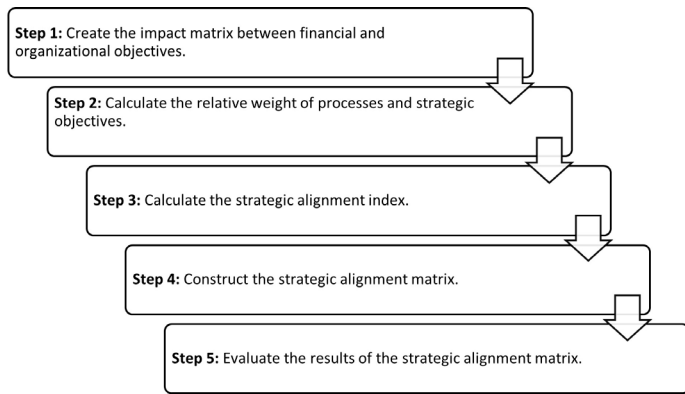 Step 1: Create the impact matrix between financial and
organizational objectives.
Step 2: Calculate the relative weight of processes and strategic
objectives.
Step 3: Calculate the strategic alignment index.
Step 4: Construct the strategic alignment matrix.
Step 5: Evaluate the results of the strategic alignment matrix.